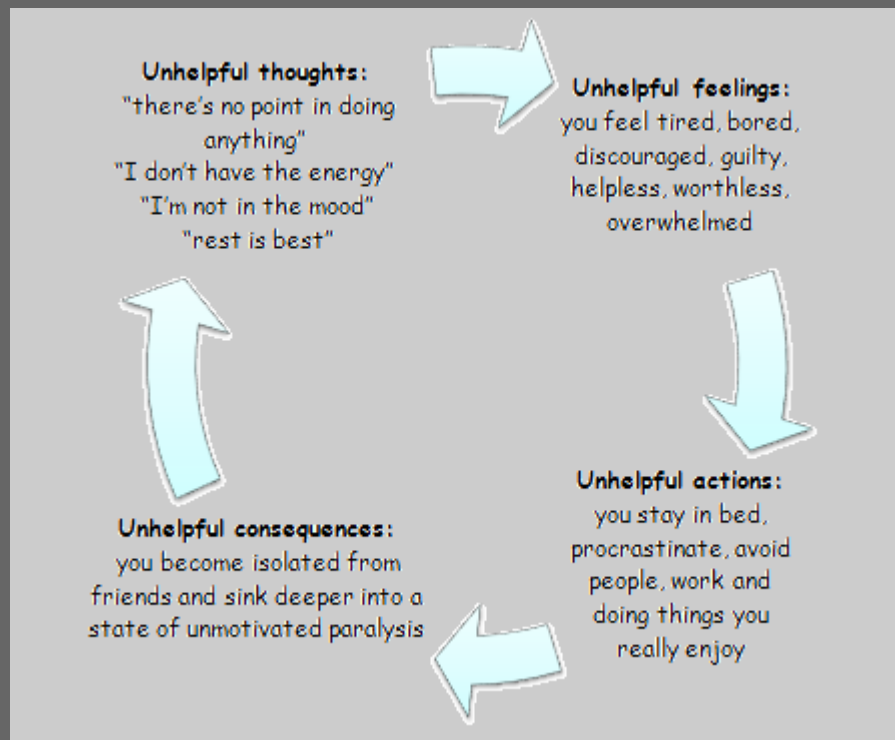 Unhelpful thoughts:
“there’s no point in doing
anything”
“I don’t have the energy”
“I’m not in the mood”
“rest is best”
Unhelpful feelings:
you feel tired, bored,
discouraged, guilty,
helpless, worthless,
overwhelmed
Unhelpful actions:
you stay in bed,
procrastinate, avoid
people, work and
doing things you
really enjoy
Unhelpful consequences:
you become isolated from
friends and sink deeper into a
state of unmotivated paralysis